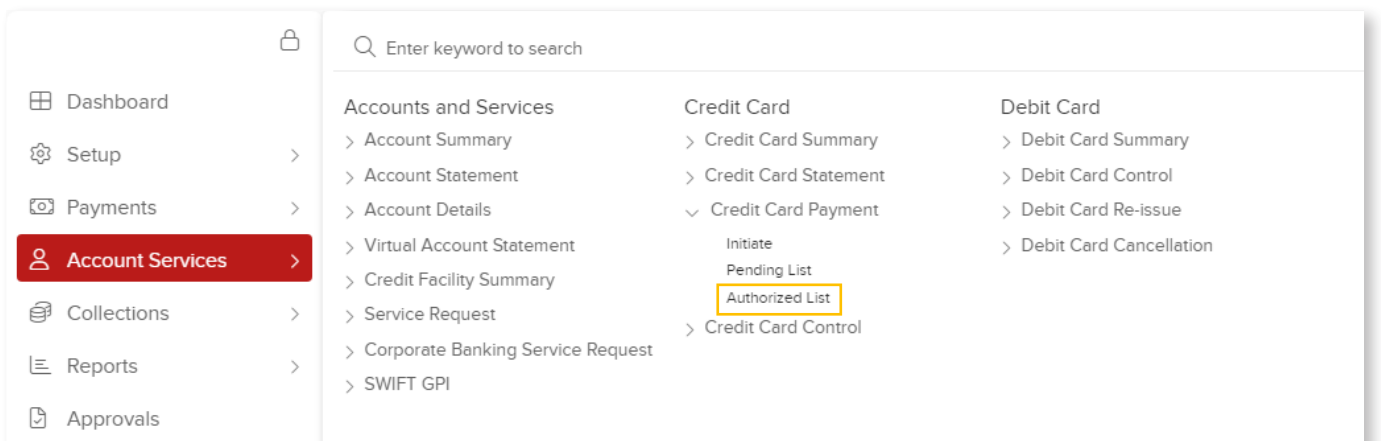 Dashboard
Setup
Payments
Account Services
Collections
Reports
Approvals
Enter keyword to search
Accounts and Services
Account Summary
Account Statement
Account Details
Virtual Account Statement
Credit Facility Summary
Service Request
Corporate Banking Service Request
SWIFT GPI
Credit Card
Credit Card Summary
Credit Card Statement
Credit Card Payment
Initiate
Pending List
Authorized List
Credit Card Control
Debit Card
Debit Card Summary
Debit Card Control
Debit Card Re-issue
Debit Card Cancellation